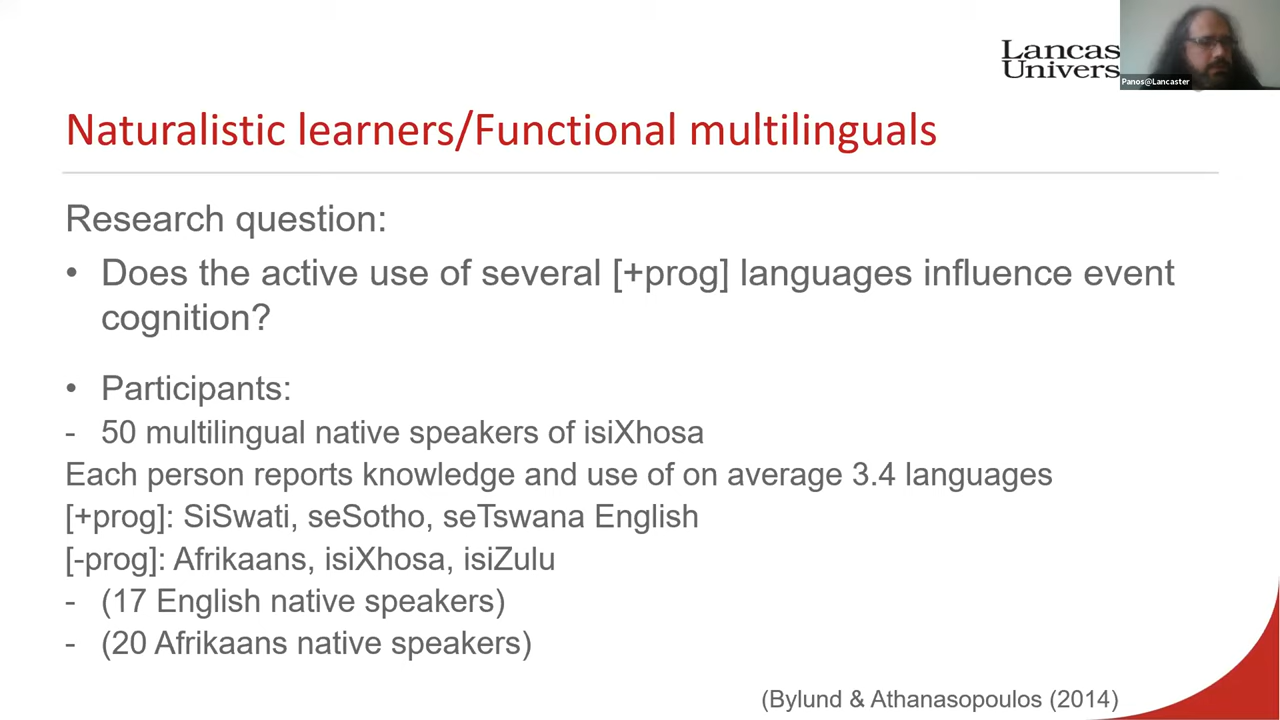 Lancas
Univers
Panos@Lancaster
Naturalistic learners/Functional multilinguals
Research question:
• Does the active use of several [+prog] languages influence event
cognition?
• Participants:
- 50 multilingual native speakers of isiXhosa
Each person reports knowledge and use of on average 3.4 languages
[+prog]: SiSwati, seSotho, seTswana English
[-prog]: Afrikaans, isiXhosa, isiZulu
- (17 English native speakers)
- (20 Afrikaans native speakers)
(Bylund & Athanasopoulos (2014)